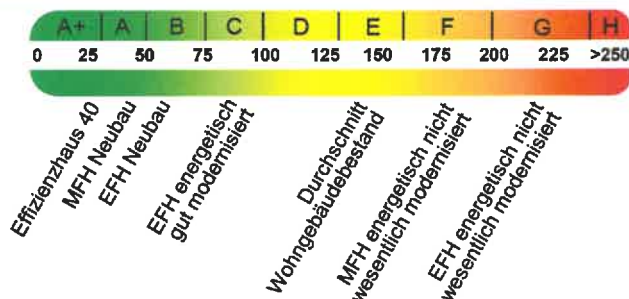 A+ A B C D E F G H
0 25 50 75 100 125 150 175 200 225 >250
Effizienzhaus 40
MFH Neubau
EFH Neubau
EFH energetisch
gut modernisiert
Durchschnitt
Wohngebäudebestand
MFH energetisch nicht
wesentlich modernisiert
EFH energetisch nicht
wesentlich modernisiert